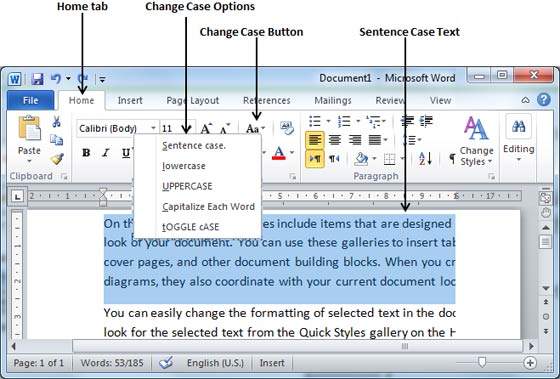 Home tab
Change Case Options
Change Case Button
Sentence Case Text
Document1 - Microsoft Word
File Home Insert Page Layout References Mailings Review View
Calibri (Body) 11 A A Aa
Paste B I U A Change Styles Editing
Clipboard Paragraph Styles
Sentence case.
lowercase
UPPERCASE
Capitalize Each Word
tOGGLE cASE
2 1
On th es include items that are designed
look of your document. You can use these galleries to insert tab
cover pages, and other document building blocks. When you cr
diagrams, they also coordinate with your current document loo
You can easily change the formatting of selected text in the doc
look for the selected text from the Quick Styles gallery on the H
Page: 1 of 1 Words: 53/185 English (U.S.) Insert